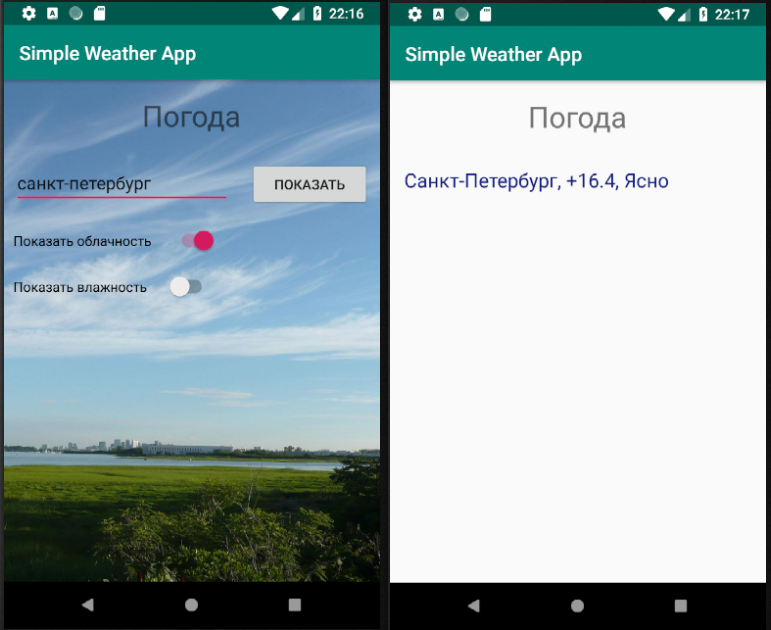 22:16
Simple Weather App
Погода
санкт-петербург
ПОКАЗАТЬ
Показать облачность
Показать влажность
22:17
Simple Weather App
Погода
Санкт-Петербург, +16.4, Ясно